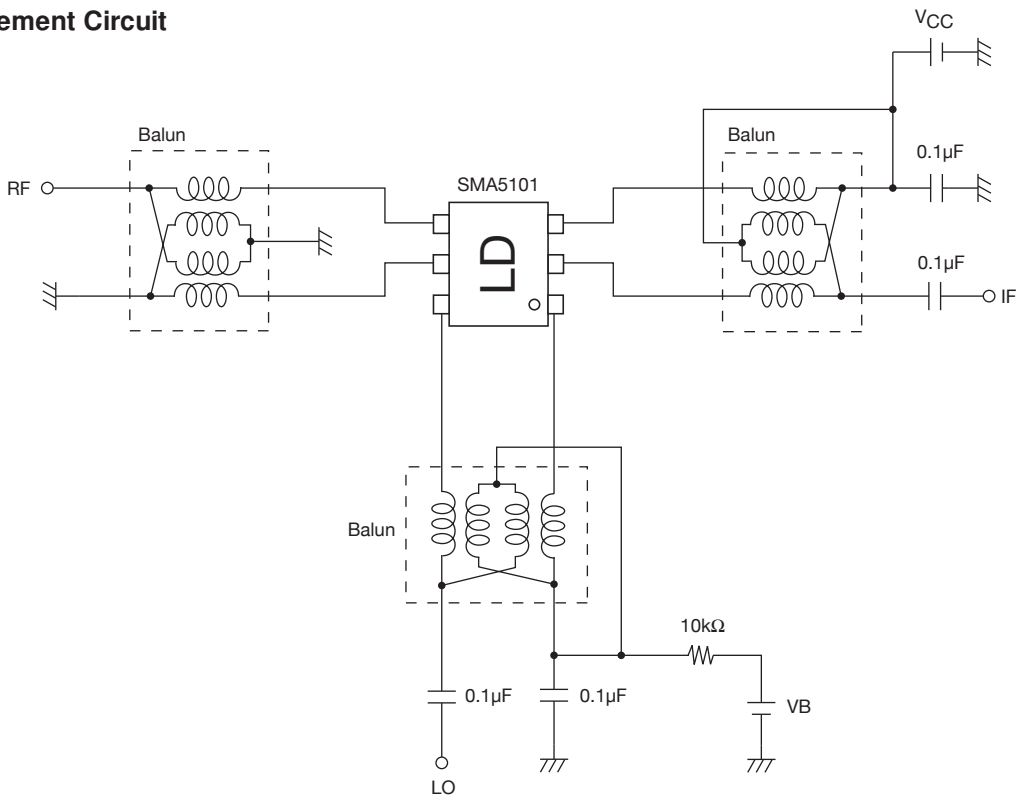 ement Circuit
VCC
Balun
Balun
0.1µF
RF
SMA5101
LD
0.1µF
IF
Balun
10kΩ
0.1µF
0.1µF
VB
LO